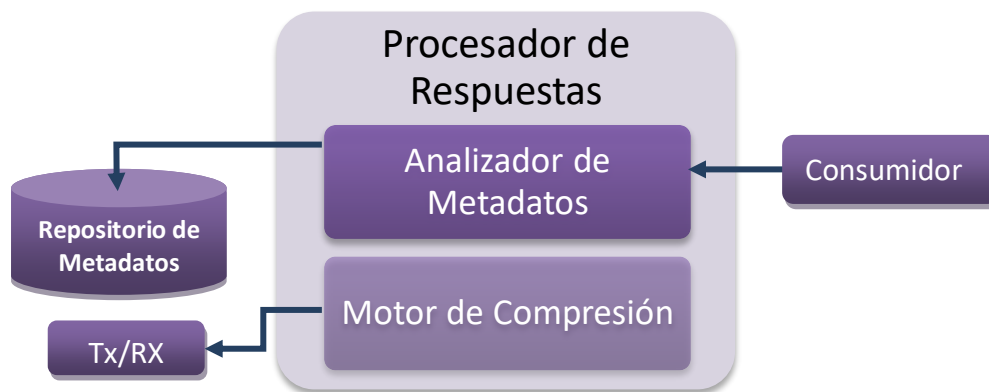 Procesador de
Respuestas
Analizador de
Metadatos
Consumidor
Repositorio de
Metadatos
Motor de Compresión
Tx/RX